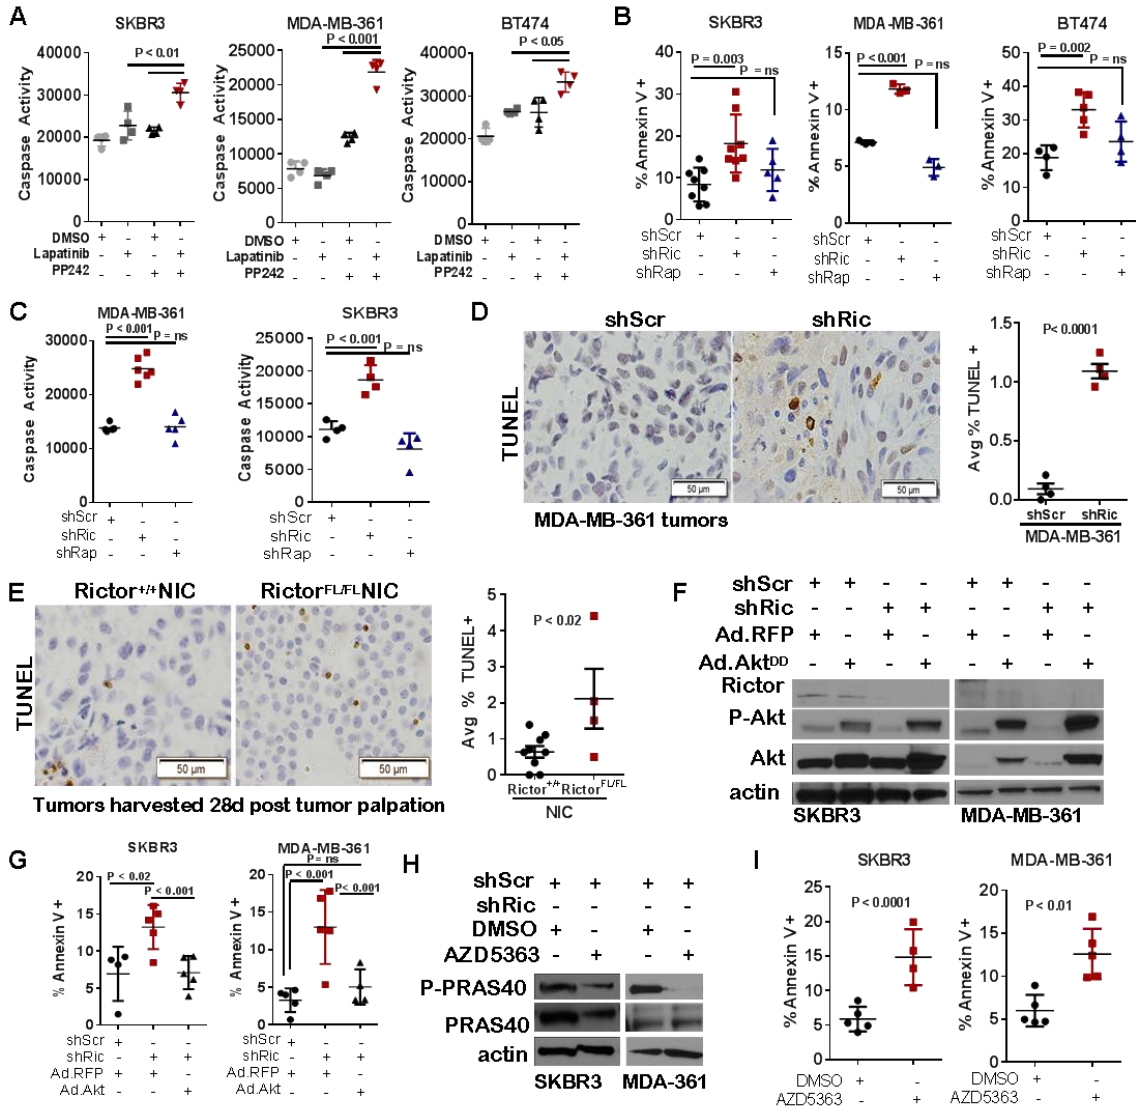 A
SKBR3
MDA-MB-361
BT474
P < 0.01
P < 0.001
P < 0.05
Caspase Activity
40000
30000
20000
10000
0
Caspase Activity
25000
20000
15000
10000
5000
0
Caspase Activity
40000
30000
20000
10000
0
DMSO + - - - DMSO + - - - DMSO + - - -
Lapatinib - + - + Lapatinib - + - + Lapatinib - + - +
PP242 - - + + PP242 - - + + PP242 - - + +
B
SKBR3
MDA-MB-361
BT474
P = 0.003
P = ns
P < 0.001
P = ns
P = 0.002
P = ns
% Annexin V +
40
30
20
10
0
% Annexin V +
15
10
5
0
% Annexin V +
50
40
30
20
10
0
shScr + - - shScr + - - shScr + - -
shRic - + - shRic - + - shRic - + -
shRap - - + shRap - - + shRap - - +
C
MDA-MB-361
SKBR3
P < 0.001
P = ns
P < 0.001
P = ns
Caspase Activity
30000
20000
10000
0
Caspase Activity
25000
20000
15000
10000
5000
0
shScr + - - shScr + - -
shRic - + - shRic - + -
shRap - - + shRap - - +
D
shScr
shRic
TUNEL
50 µm
50 µm
MDA-MB-361 tumors
P< 0.0001
Avg % TUNEL +
1.5
1.0
0.5
0.0
shScr shRic
MDA-MB-361
E
Rictor+/+NIC
RictorFL/FLNIC
TUNEL
50 µm
50 µm
Tumors harvested 28d post tumor palpation
P < 0.02
Avg % TUNEL+
5
4
3
2
1
0
Rictor+/+ RictorFL/FL
NIC
F
shScr + + - - + + - -
shRic - - + + - - + +
Ad.RFP + - + - + - + -
Ad.AktDD - + - + - + - +
Rictor
P-Akt
Akt
actin
SKBR3
MDA-MB-361
G
SKBR3
MDA-MB-361
P < 0.02
P < 0.001
P = ns
P < 0.001
P < 0.001
% Annexin V +
20
15
10
5
0
% Annexin V +
20
15
10
5
0
shScr + - - shScr + - -
shRic - + + shRic - + +
Ad.RFP + + - Ad.RFP + + -
Ad.Akt - - + Ad.Akt - - +
H
shScr + + + +
shRic - - - -
DMSO + - + -
AZD5363 - + - +
P-PRAS40
PRAS40
actin
SKBR3
MDA-361
I
SKBR3
MDA-MB-361
P < 0.0001
P < 0.01
% Annexin V +
25
20
15
10
5
0
% Annexin V +
20
15
10
5
0
DMSO + - DMSO + -
AZD5363 - + AZD5363 - +